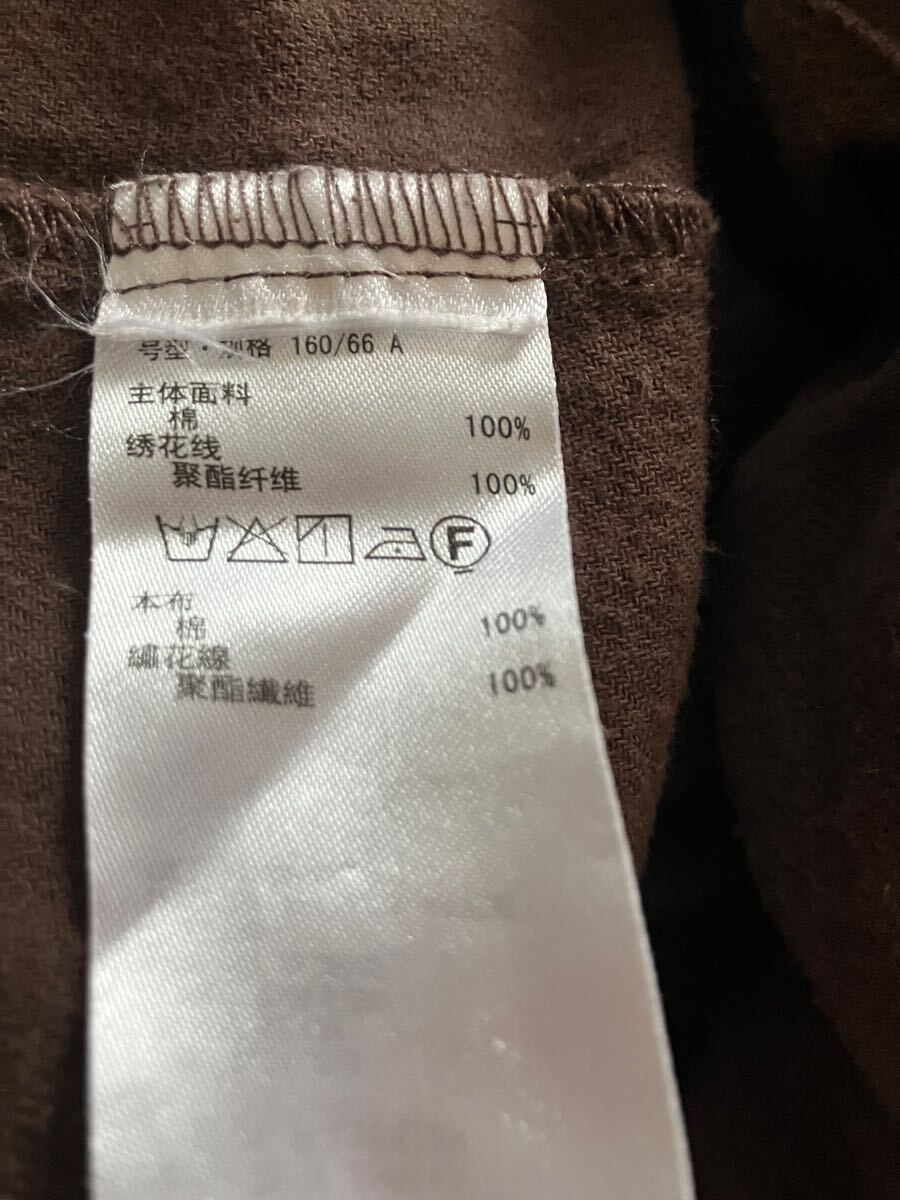 号型·规格 160/66 A
主体面料
棉 100%
绣花线
聚酯纤维 100%
F
本布
棉 100%
繡花線
聚酯纖維 100%